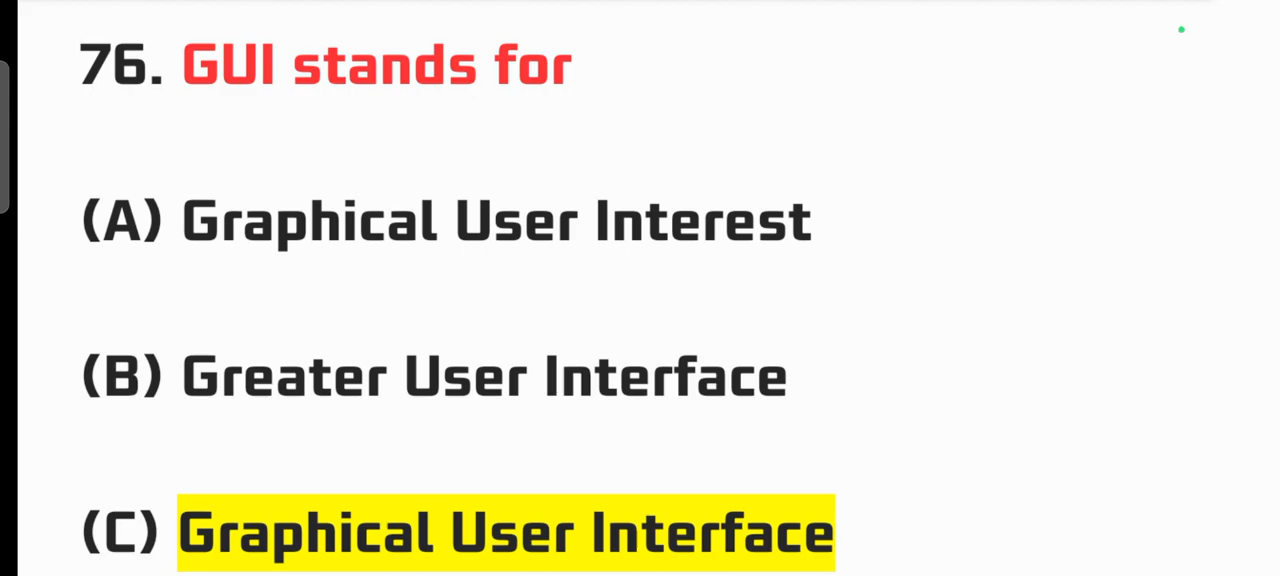 76. GUI stands for
(A) Graphical User Interest
(B) Greater User Interface
(C) Graphical User Interface